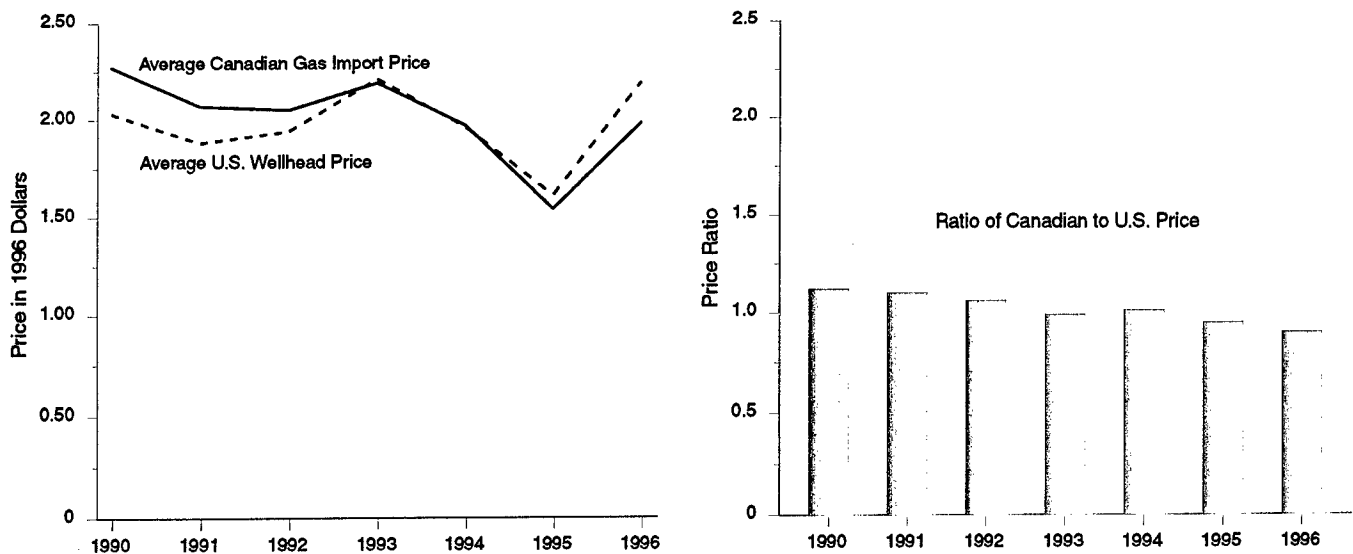 2.50
2.00
1.50
1.00
0.50
0
Price in 1996 Dollars
Average Canadian Gas Import Price
Average U.S. Wellhead Price
1990 1991 1992 1993 1994 1995 1996
2.5
2.0
1.5
1.0
0.5
0
Price Ratio
Ratio of Canadian to U.S. Price
1990 1991 1992 1993 1994 1995 1996